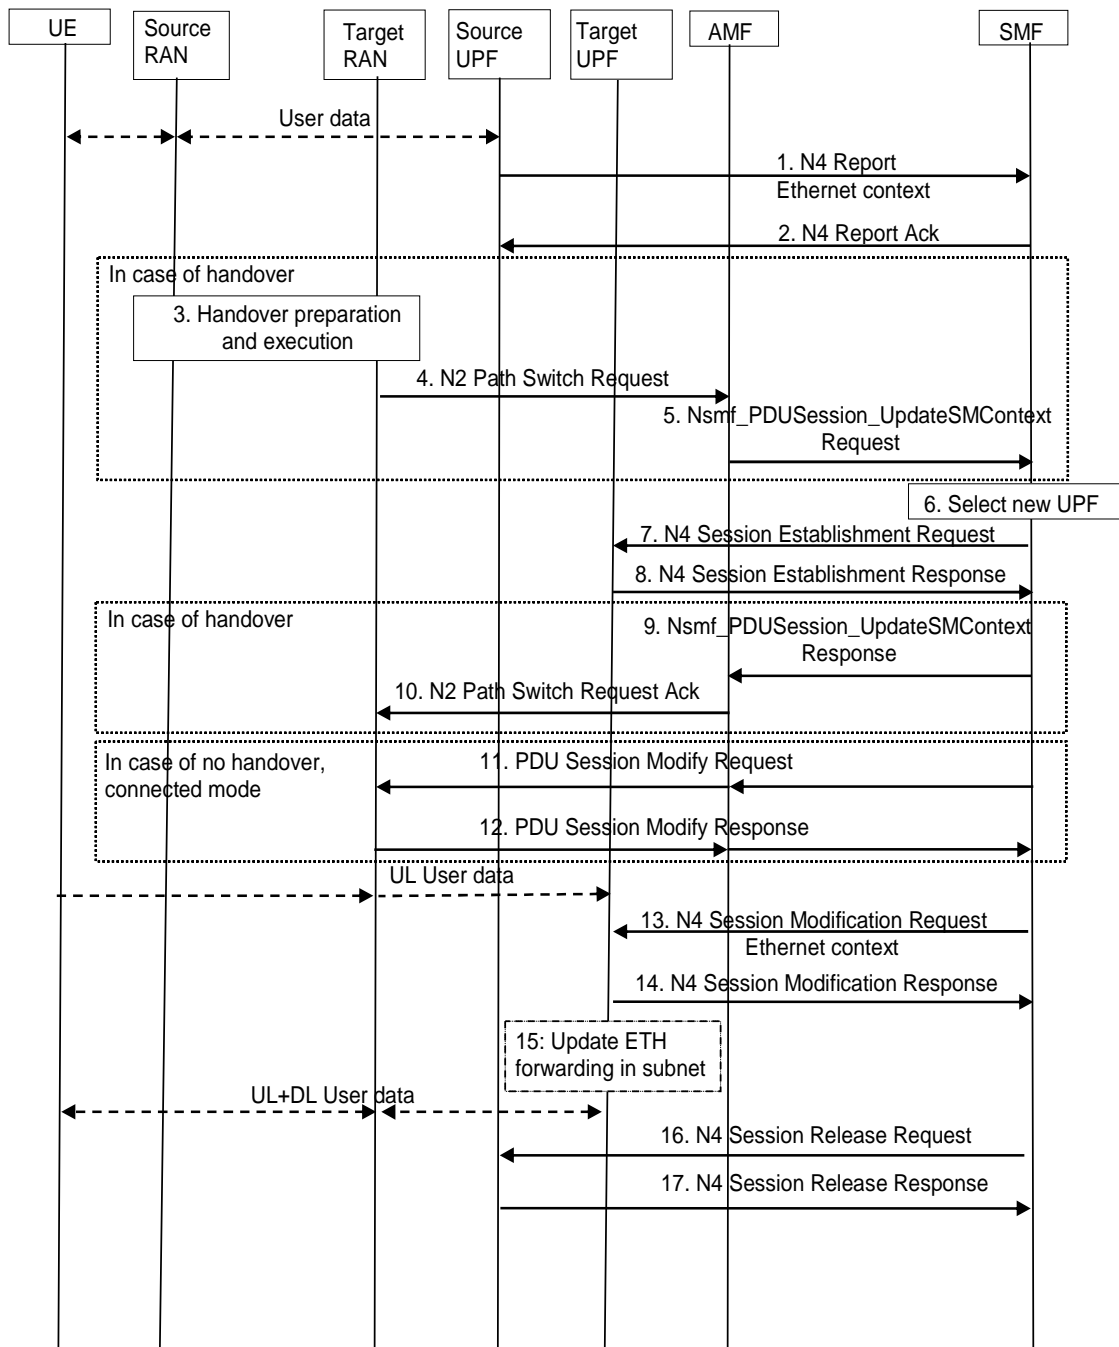 UE
Source
RAN
Target
RAN
Source
UPF
Target
UPF
AMF
SMF
User data
1. N4 Report
Ethernet context
2. N4 Report Ack
In case of handover
3. Handover preparation
and execution
4. N2 Path Switch Request
5. Nsmf_PDUSession_UpdateSMContext
Request
6. Select new UPF
7. N4 Session Establishment Request
8. N4 Session Establishment Response
In case of handover
9. Nsmf_PDUSession_UpdateSMContext
Response
10. N2 Path Switch Request Ack
In case of no handover,
connected mode
11. PDU Session Modify Request
12. PDU Session Modify Response
UL User data
13. N4 Session Modification Request
Ethernet context
14. N4 Session Modification Response
15: Update ETH
forwarding in subnet
UL+DL User data
16. N4 Session Release Request
17. N4 Session Release Response